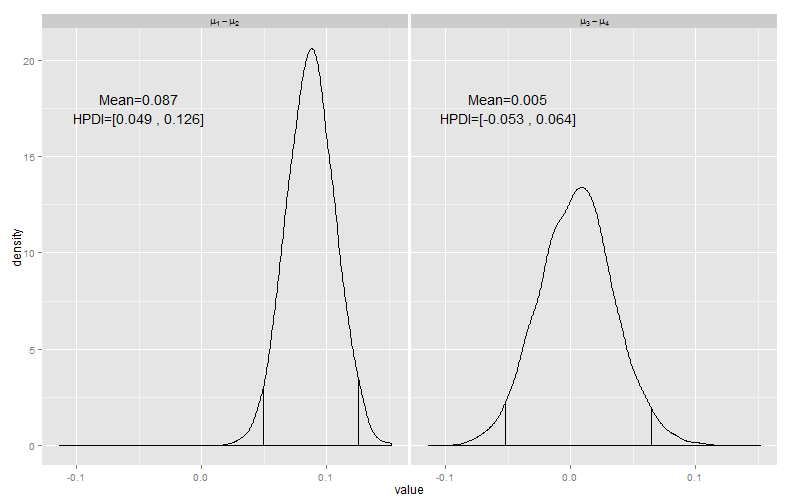 μ₁ − μ₂
μ₃ − μ₄
Mean=0.087
HPDI=[0.049 , 0.126]
Mean=0.005
HPDI=[-0.053 , 0.064]
density
20
15
10
5
0
-0.1 0.0 0.1
-0.1 0.0 0.1
value